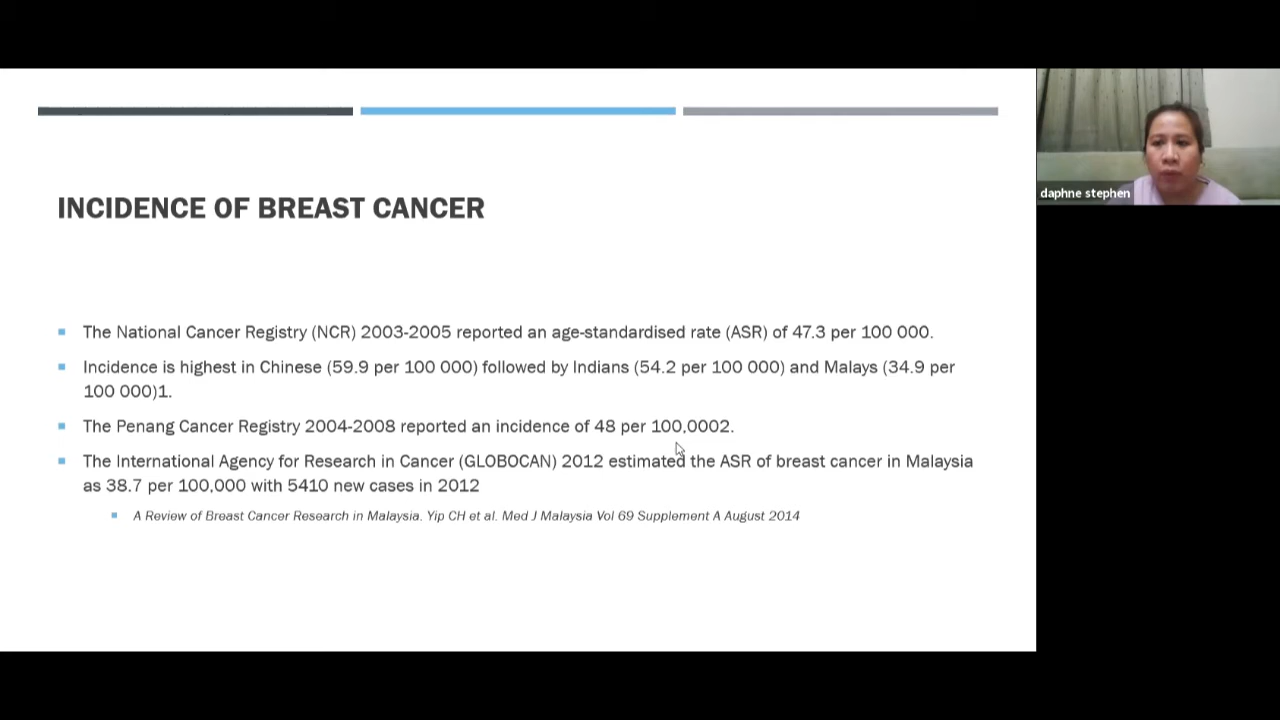 INCIDENCE OF BREAST CANCER
The National Cancer Registry (NCR) 2003-2005 reported an age-standardised rate (ASR) of 47.3 per 100 000.
Incidence is highest in Chinese (59.9 per 100 000) followed by Indians (54.2 per 100 000) and Malays (34.9 per
100 000)1.
The Penang Cancer Registry 2004-2008 reported an incidence of 48 per 100,0002.
The International Agency for Research in Cancer (GLOBOCAN) 2012 estimated the ASR of breast cancer in Malaysia
as 38.7 per 100,000 with 5410 new cases in 2012
A Review of Breast Cancer Research in Malaysia. Yip CH et al. Med J Malaysia Vol 69 Supplement A August 2014
daphne stephen